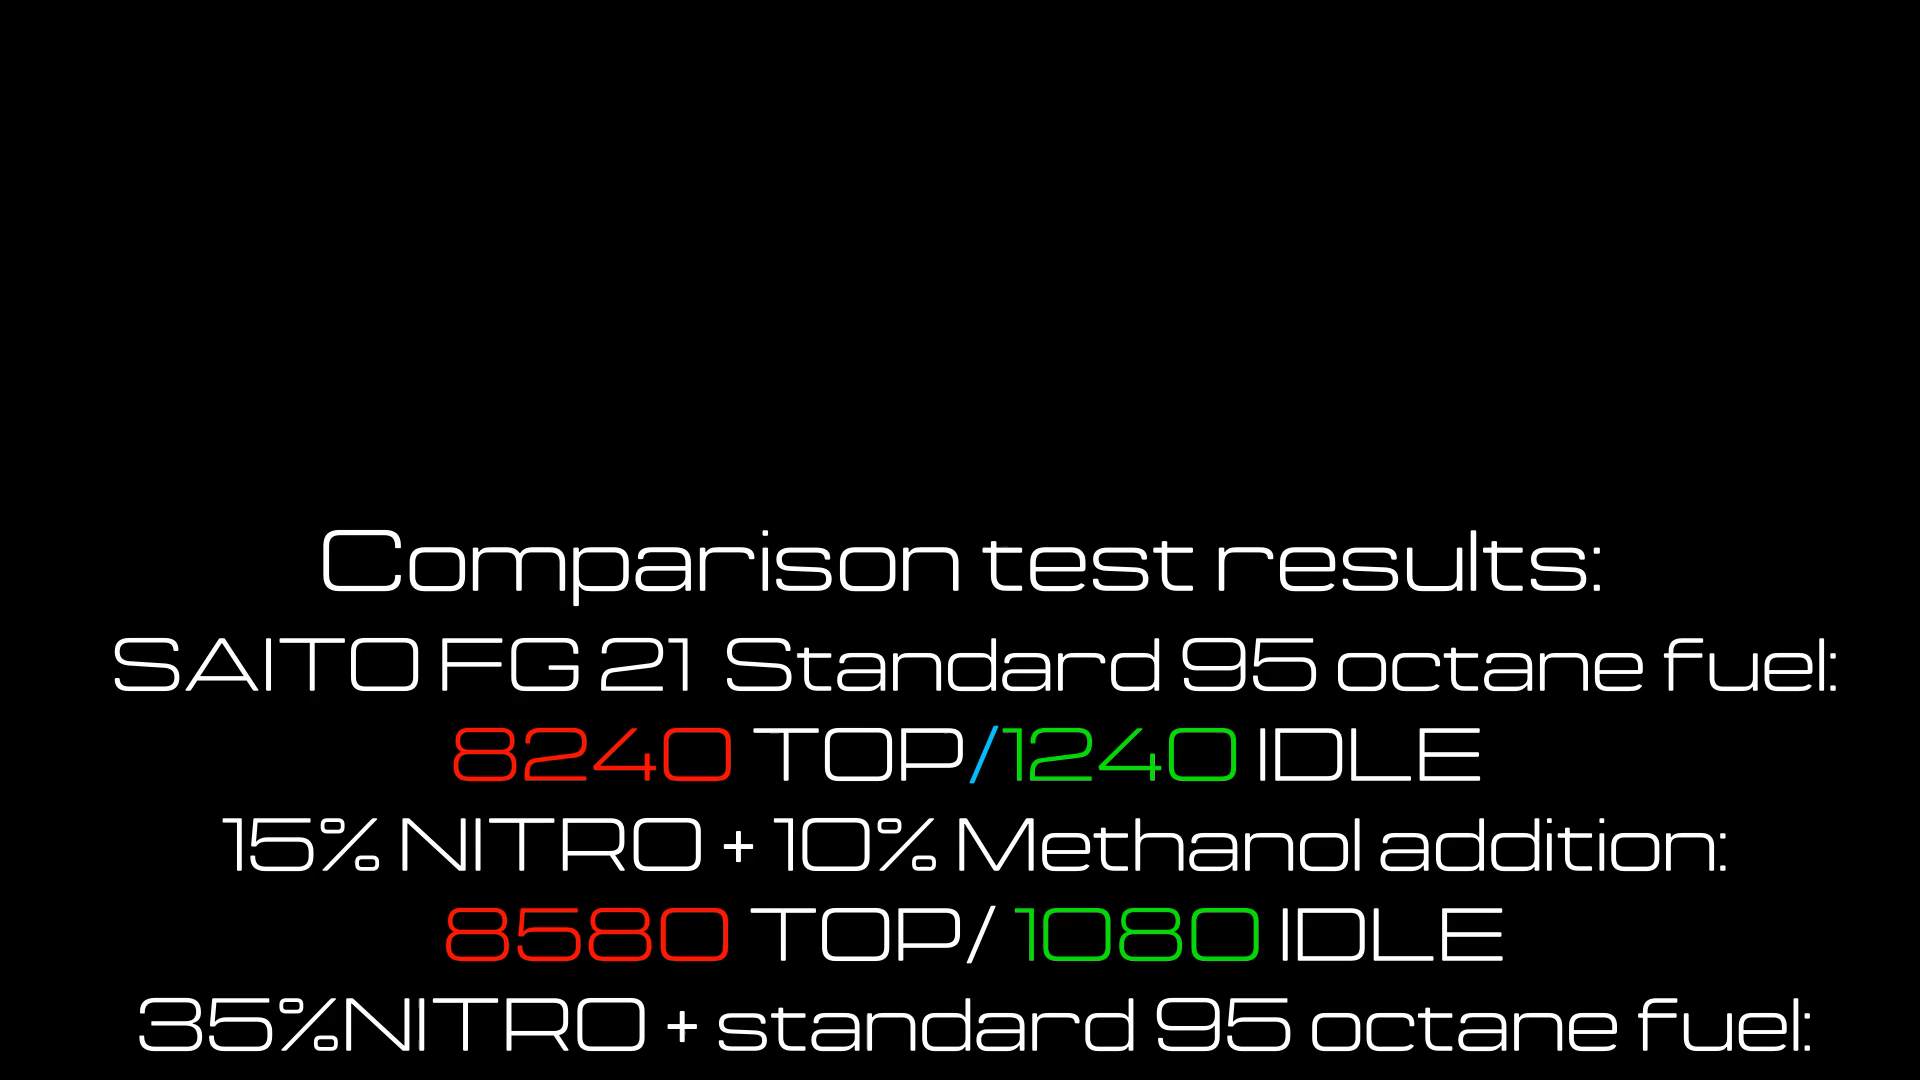 Comparison test results:
SAITO FG 21 Standard 95 octane fuel:
8240 TOP/1240 IDLE
15% NITRO + 10% Methanol addition:
8580 TOP/ 1080 IDLE
35%NITRO + standard 95 octane fuel: